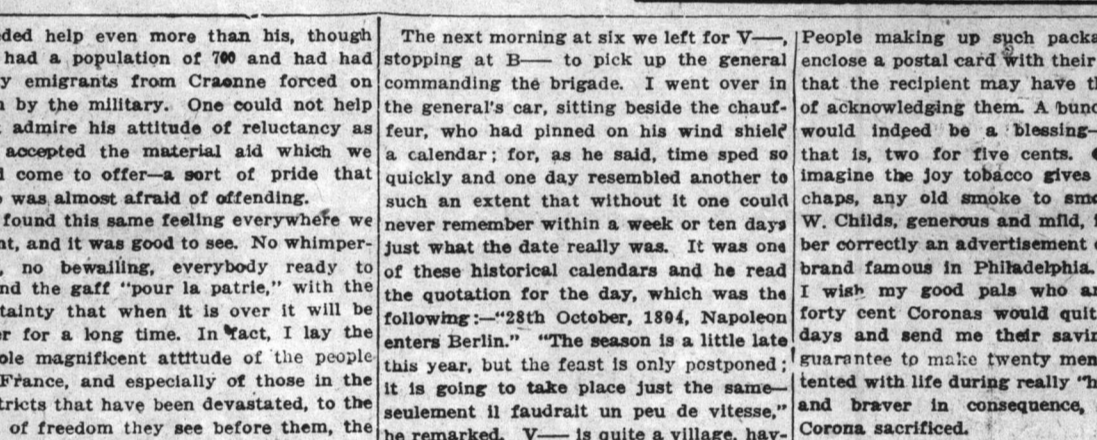 ded help even more than his, though
had a population of 700 and had had
y emigrants from Craonne forced on
by the military. One could not help
admire his attitude of reluctancy as
accepted the material aid which we
come to offer—a sort of pride that
was almost afraid of offending.
found this same feeling everywhere we
nt, and it was good to see. No whimper-
, no bewailing, everybody ready to
nd the gaff "pour la patrie," with the
tainty that when it is over it will be
r for a long time. In fact, I lay the
ole magnificent attitude of the people
France, and especially of those in the
tricts that have been devastated, to the
of freedom they see before them, the
The next morning at six we left for V—,
stopping at B— to pick up the general
commanding the brigade. I went over in
the general's car, sitting beside the chauf-
feur, who had pinned on his wind shield
a calendar; for, as he said, time sped so
quickly and one day resembled another to
such an extent that without it one could
never remember within a week or ten days
just what the date really was. It was one
of these historical calendars and he read
the quotation for the day, which was the
following:—"28th October, 1804, Napoleon
enters Berlin." "The season is a little late
this year, but the feast is only postponed;
it is going to take place just the same—
seulement il faudrait un peu de vitesse,"
he remarked. V— is quite a village, hav-
People making up such packa
enclose a postal card with their
that the recipient may have t
of acknowledging them. A bunc
would indeed be a blessing—
that is, two for five cents.
imagine the joy tobacco gives
chaps, any old smoke to smo
W. Childs, generous and mild,
ber correctly an advertisement
brand famous in Philadelphia.
I wish my good pals who a
forty cent Coronas would quit
days and send me their savin
guarantee to make twenty men
tented with life during really "h
and braver in consequence,
Corona sacrificed.